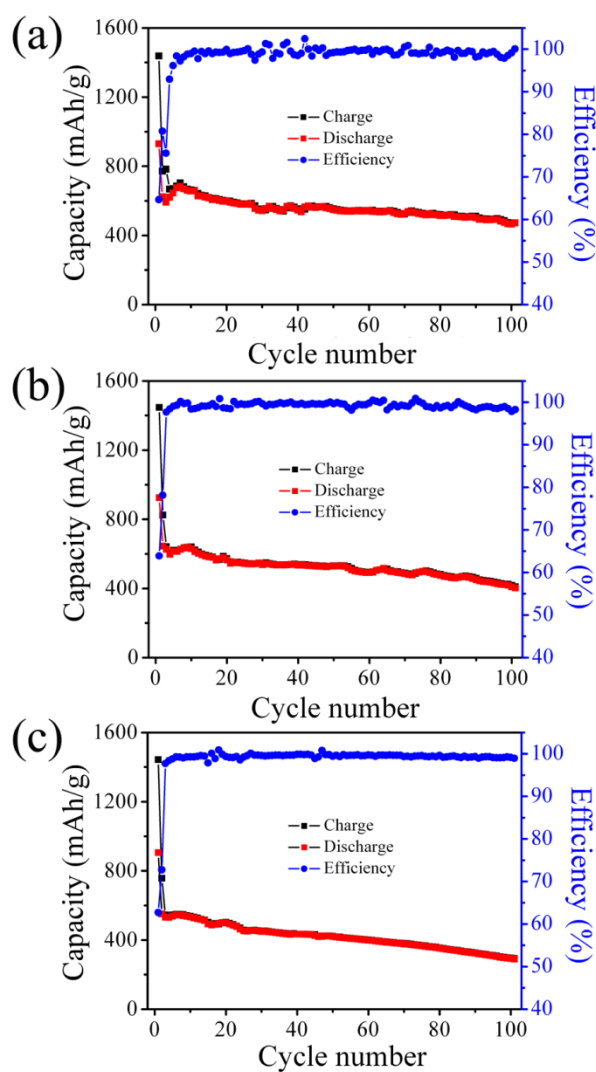 (a)
1600
1200
800
400
0
Capacity (mAh/g)
Charge
Discharge
Efficiency
100
90
80
70
60
50
40
Efficiency (%)
0 20 40 60 80 100
Cycle number
(b)
1600
1200
800
400
0
Capacity (mAh/g)
Charge
Discharge
Efficiency
100
90
80
70
60
50
40
Efficiency (%)
0 20 40 60 80 100
Cycle number
(c)
1600
1200
800
400
0
Capacity (mAh/g)
Charge
Discharge
Efficiency
100
90
80
70
60
50
40
Efficiency (%)
0 20 40 60 80 100
Cycle number